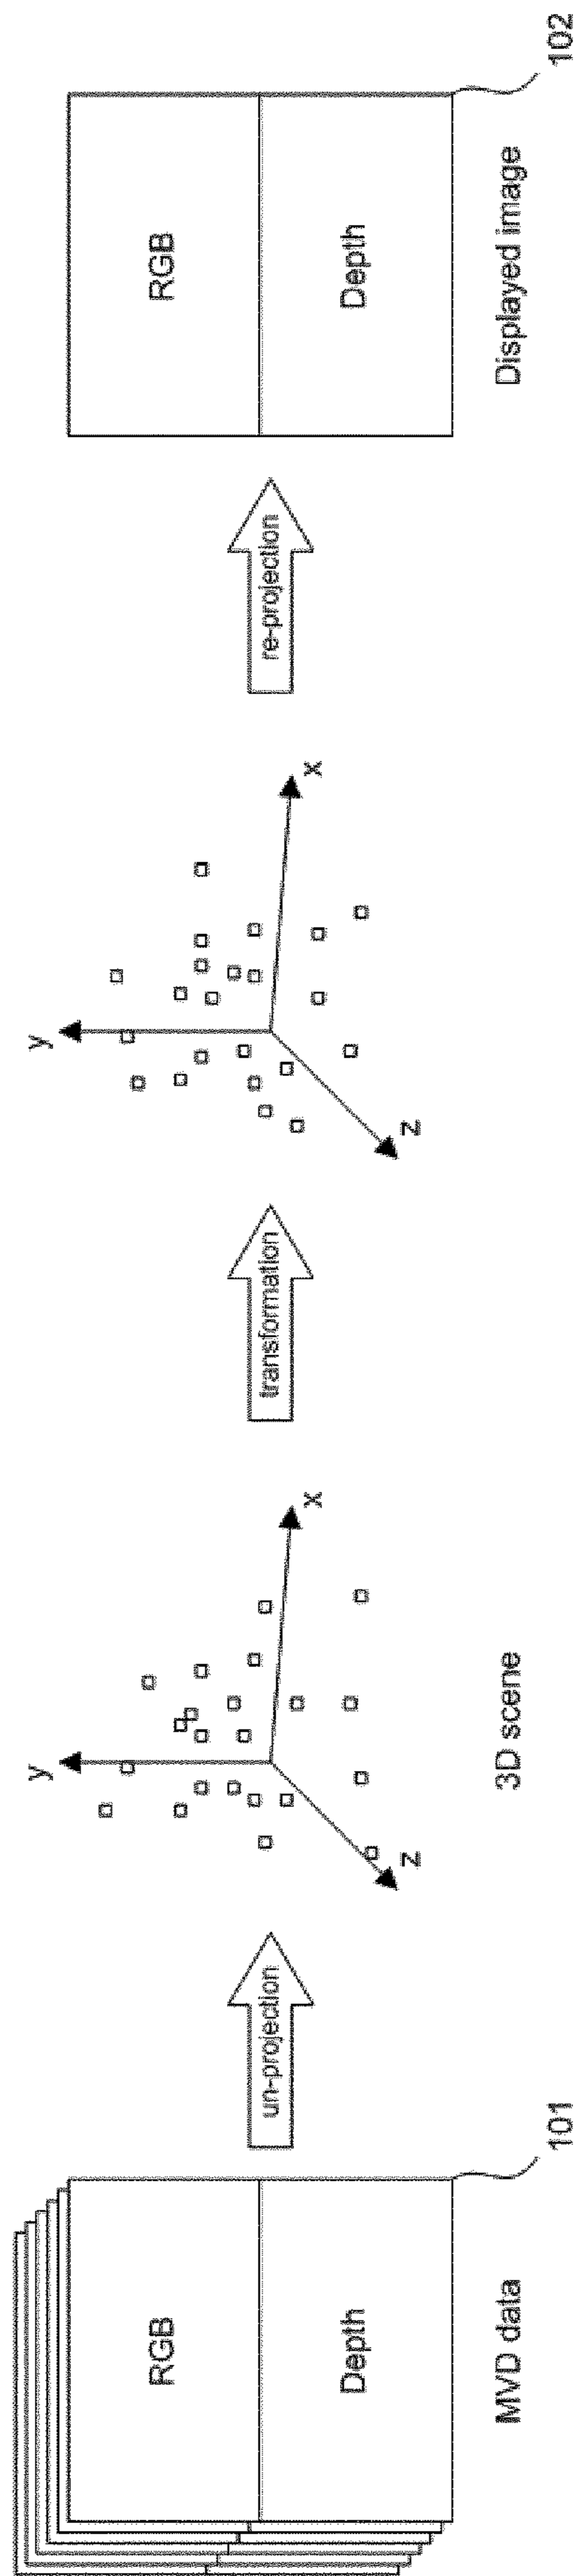 RGB
Depth
MVD data
101
un-projection
y
x
z
3D scene
transformation
y
x
z
re-projection
RGB
Depth
Displayed image
102